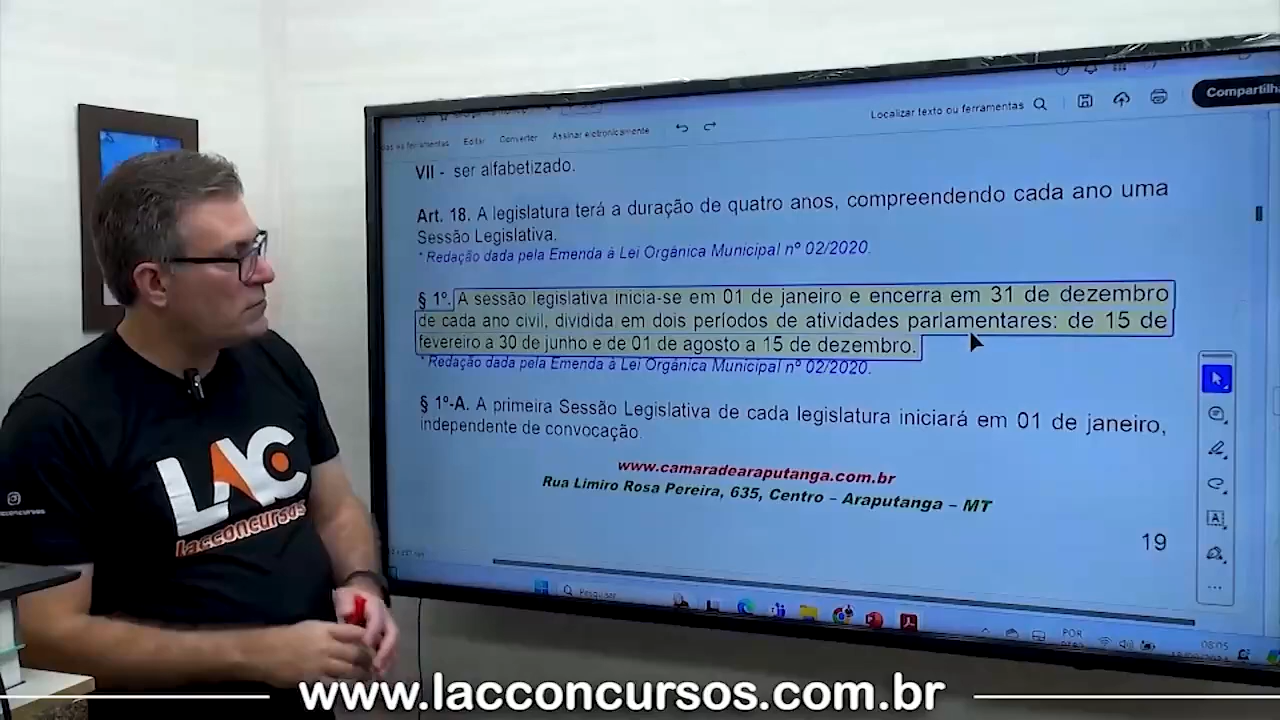 Localizar texto ou ferramentas
Compartilha
Editar
Converter
Assinar eletronicamente
VII - ser alfabetizado.
Art. 18. A legislatura terá a duração de quatro anos, compreendendo cada ano uma
Sessão Legislativa.
* Redação dada pela Emenda à Lei Orgânica Municipal nº 02/2020.
§ 1º. A sessão legislativa inicia-se em 01 de janeiro e encerra em 31 de dezembro
de cada ano civil, dividida em dois períodos de atividades parlamentares: de 15 de
fevereiro a 30 de junho e de 01 de agosto a 15 de dezembro.
* Redação dada pela Emenda à Lei Orgânica Municipal nº 02/2020.
§ 1º-A. A primeira Sessão Legislativa de cada legislatura iniciará em 01 de janeiro,
independente de convocação.
www.camaradearaputanga.com.br
Rua Limiro Rosa Pereira, 635, Centro – Araputanga – MT
19
Pesquisar
POR
08:05
LAC
lacconcursos
www.lacconcursos.com.br